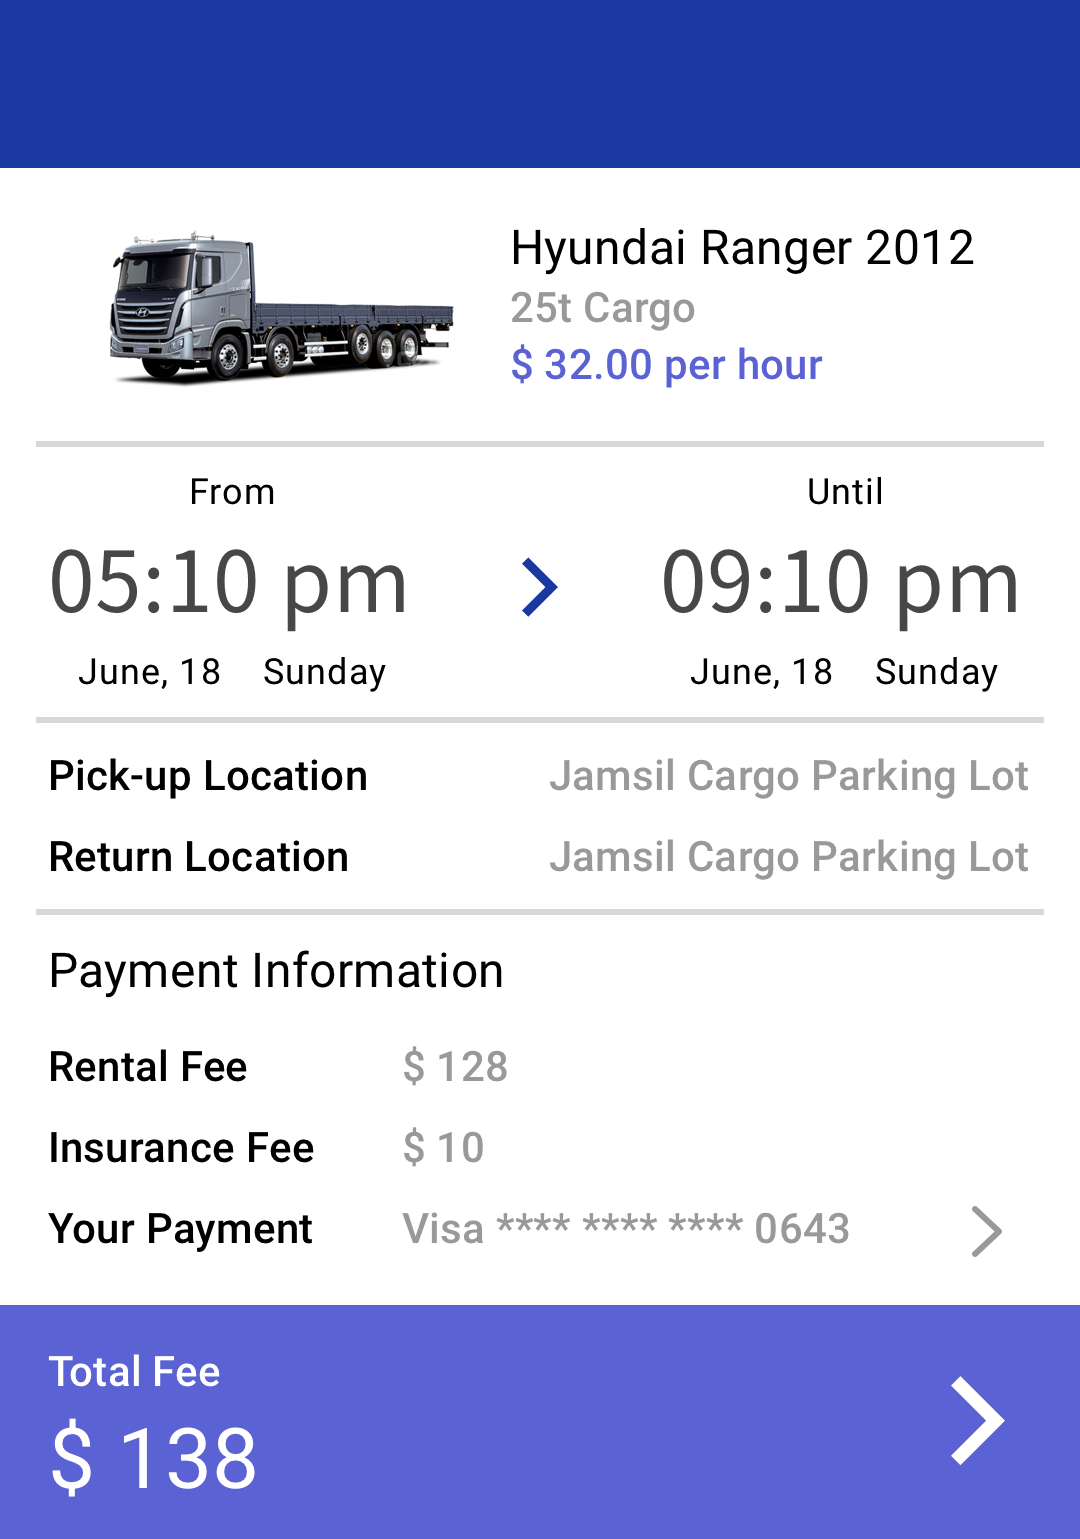 Hyundai Ranger 2012
25t Cargo
$ 32.00 per hour
From
Until
05:10 pm
09:10 pm
June, 18 Sunday
June, 18 Sunday
Pick-up Location
Jamsil Cargo Parking Lot
Return Location
Jamsil Cargo Parking Lot
Payment Information
Rental Fee
$ 128
Insurance Fee
$ 10
Your Payment
Visa **** **** **** 0643
Total Fee
$ 138